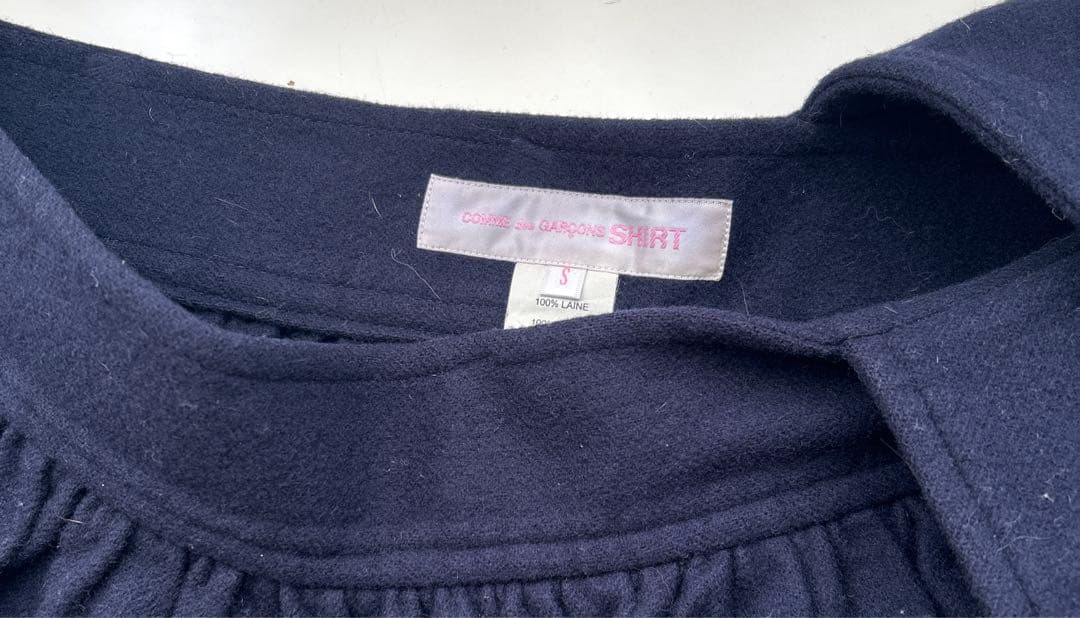 COMME des GARÇONS SHIRT
S
100% LAINE